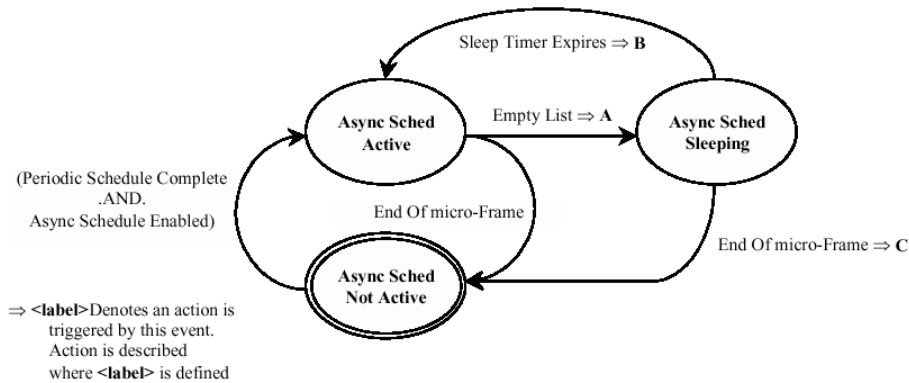 Sleep Timer Expires ⇒ B
Async Sched
Active
Empty List ⇒ A
Async Sched
Sleeping
(Periodic Schedule Complete
.AND.
Async Schedule Enabled)
End Of micro-Frame
End Of micro-Frame ⇒ C
Async Sched
Not Active
⇒ <label>Denotes an action is
triggered by this event.
Action is described
where <label> is defined